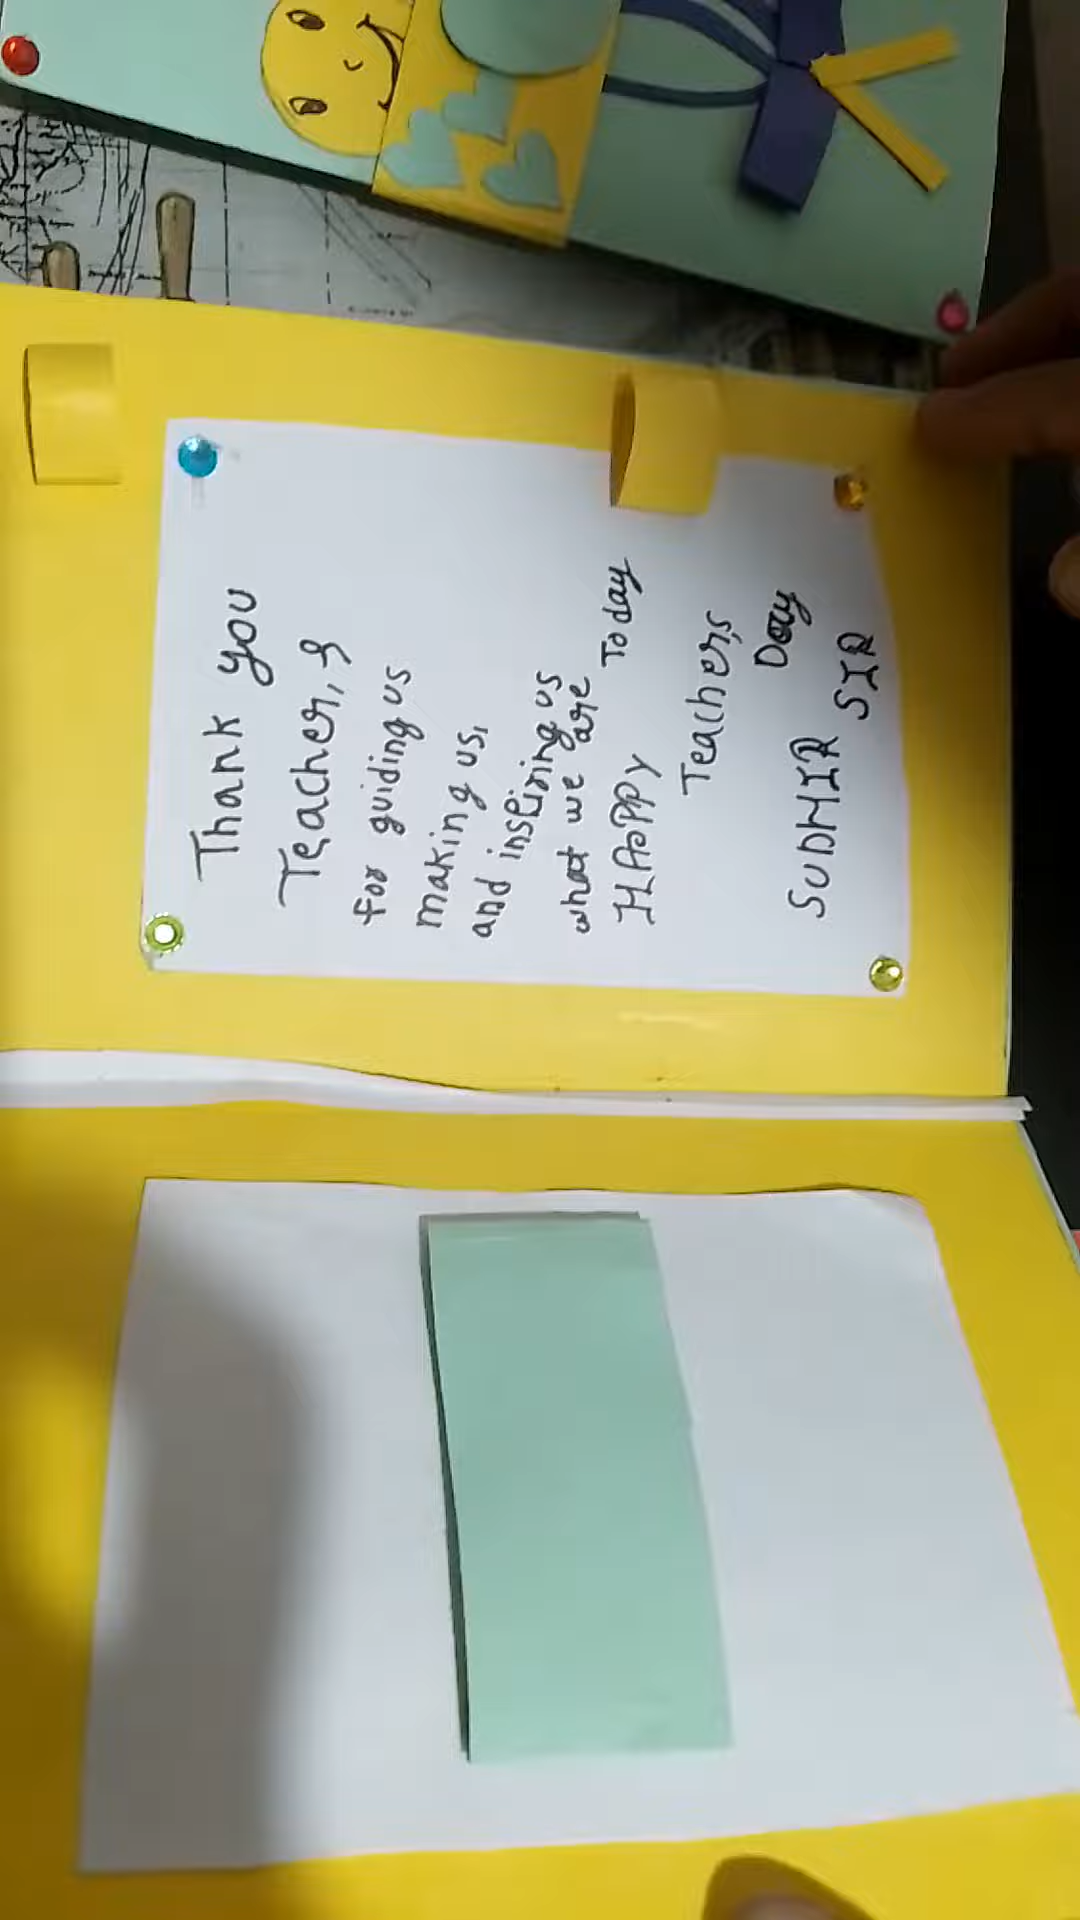 Thank you
Teacher,s
for guiding us
making us,
and inspiring us
what we are Today
HAPPY
Teachers
Day
SUDHIR SIR